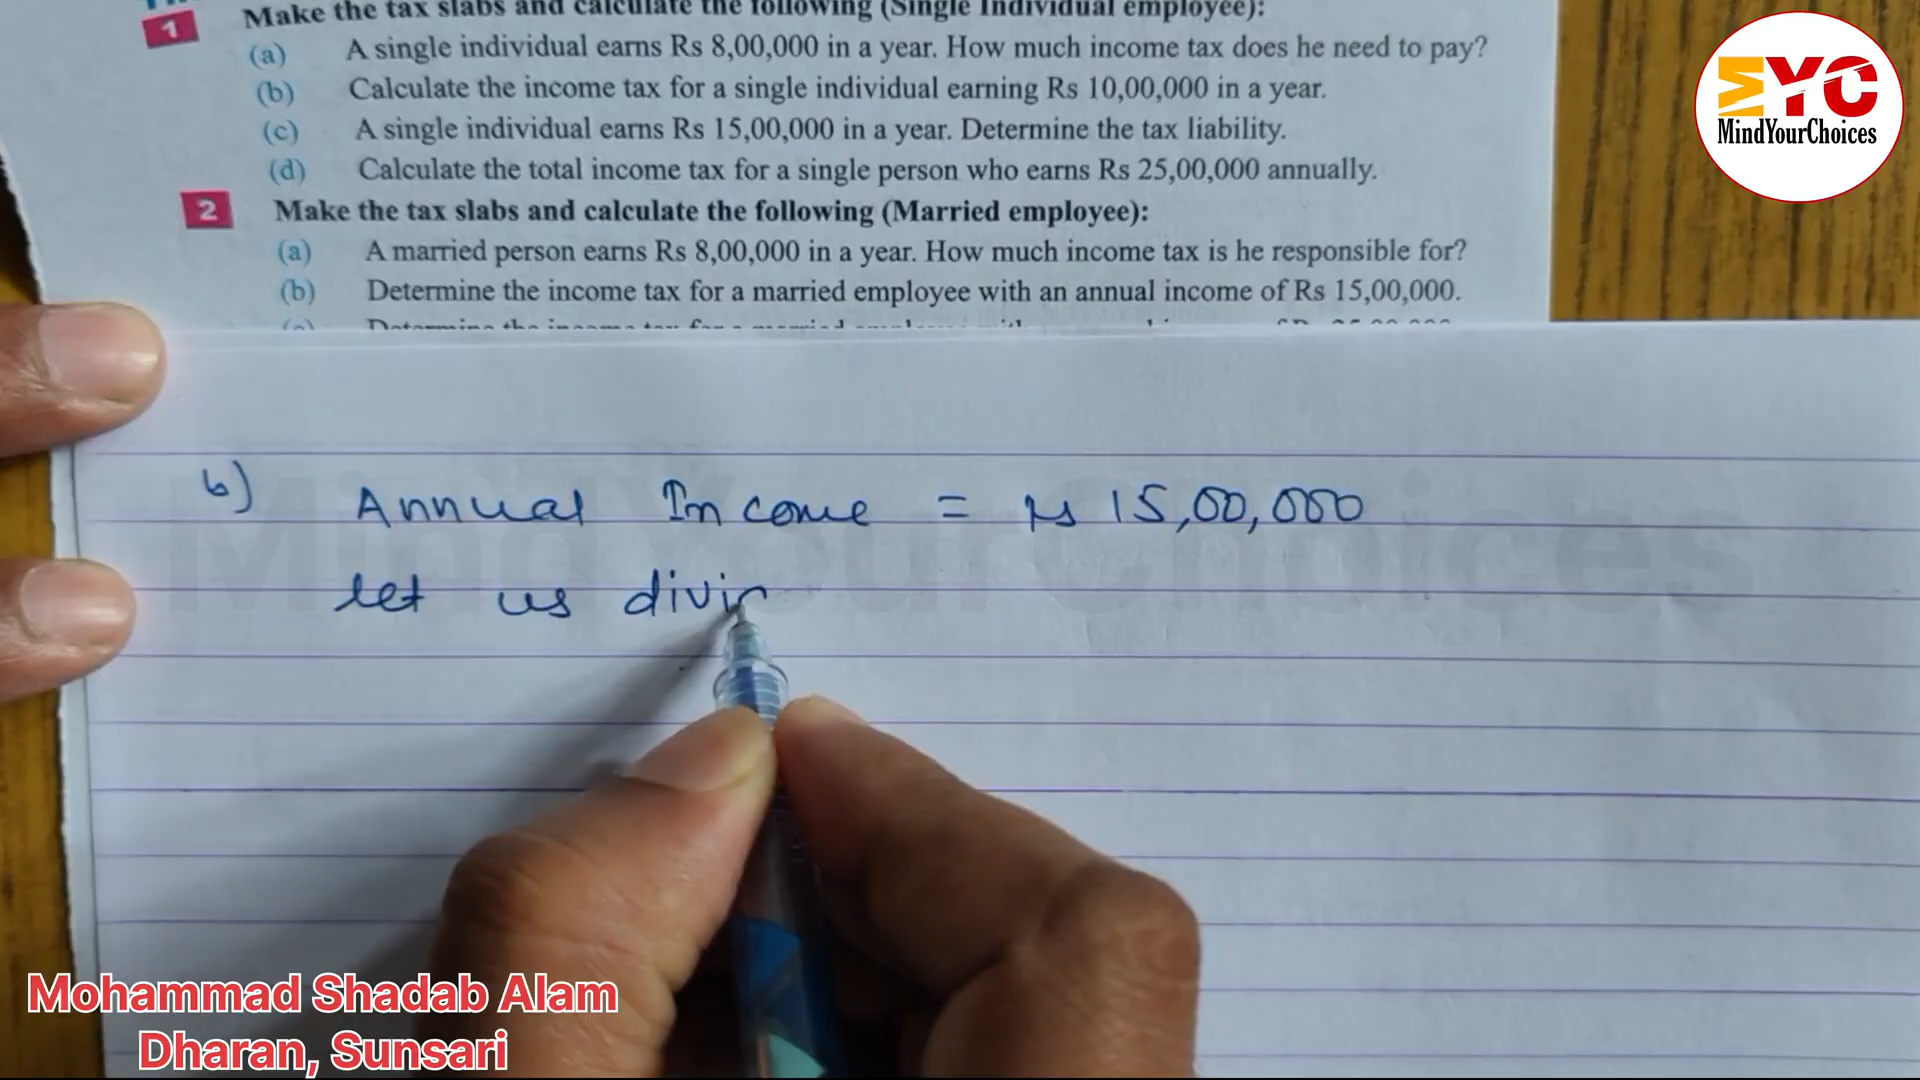 1 Make the tax slabs and calculate the following (Single Individual employee):
(a) A single individual earns Rs 8,00,000 in a year. How much income tax does he need to pay?
(b) Calculate the income tax for a single individual earning Rs 10,00,000 in a year.
(c) A single individual earns Rs 15,00,000 in a year. Determine the tax liability.
(d) Calculate the total income tax for a single person who earns Rs 25,00,000 annually.
2 Make the tax slabs and calculate the following (Married employee):
(a) A married person earns Rs 8,00,000 in a year. How much income tax is he responsible for?
(b) Determine the income tax for a married employee with an annual income of Rs 15,00,000.
MYC
MindYourChoices
b) Annual Income = Rs 15,00,000
let us divi
MindYourChoices
Mohammad Shadab Alam
Dharan, Sunsari